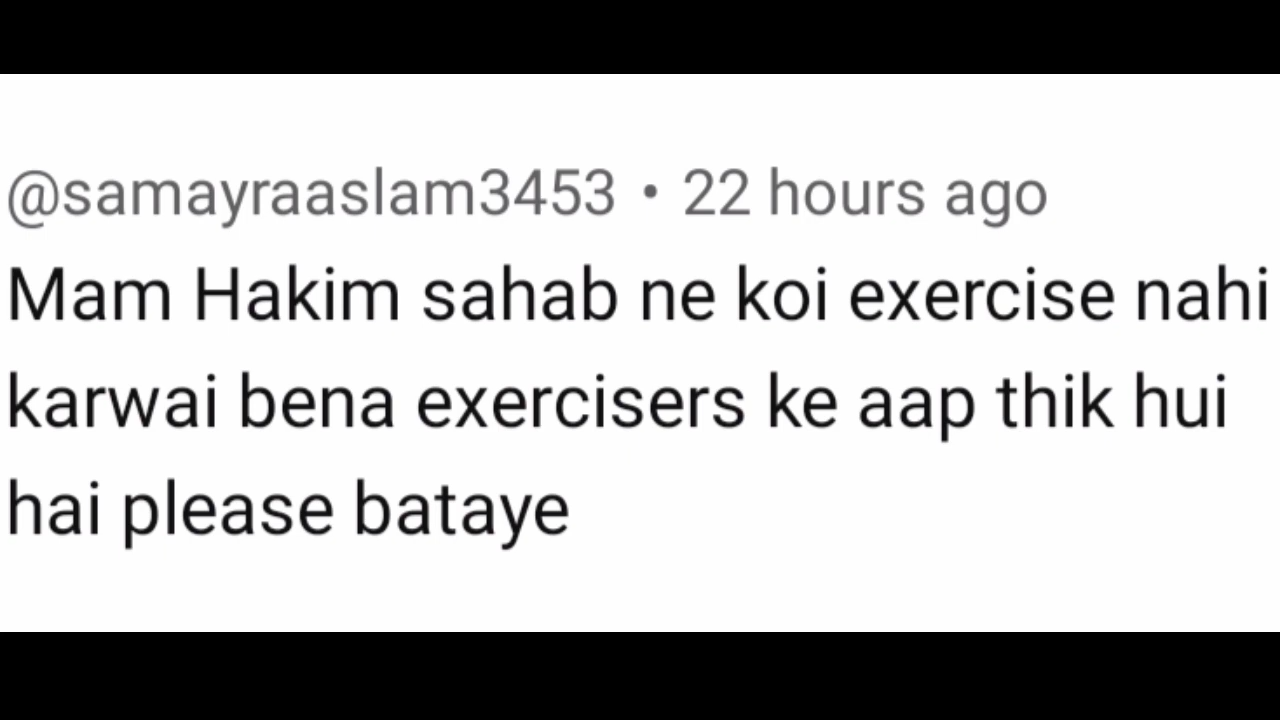 @samayraaslam3453 • 22 hours ago
Mam Hakim sahab ne koi exercise nahi
karwai bena exercisers ke aap thik hui
hai please bataye